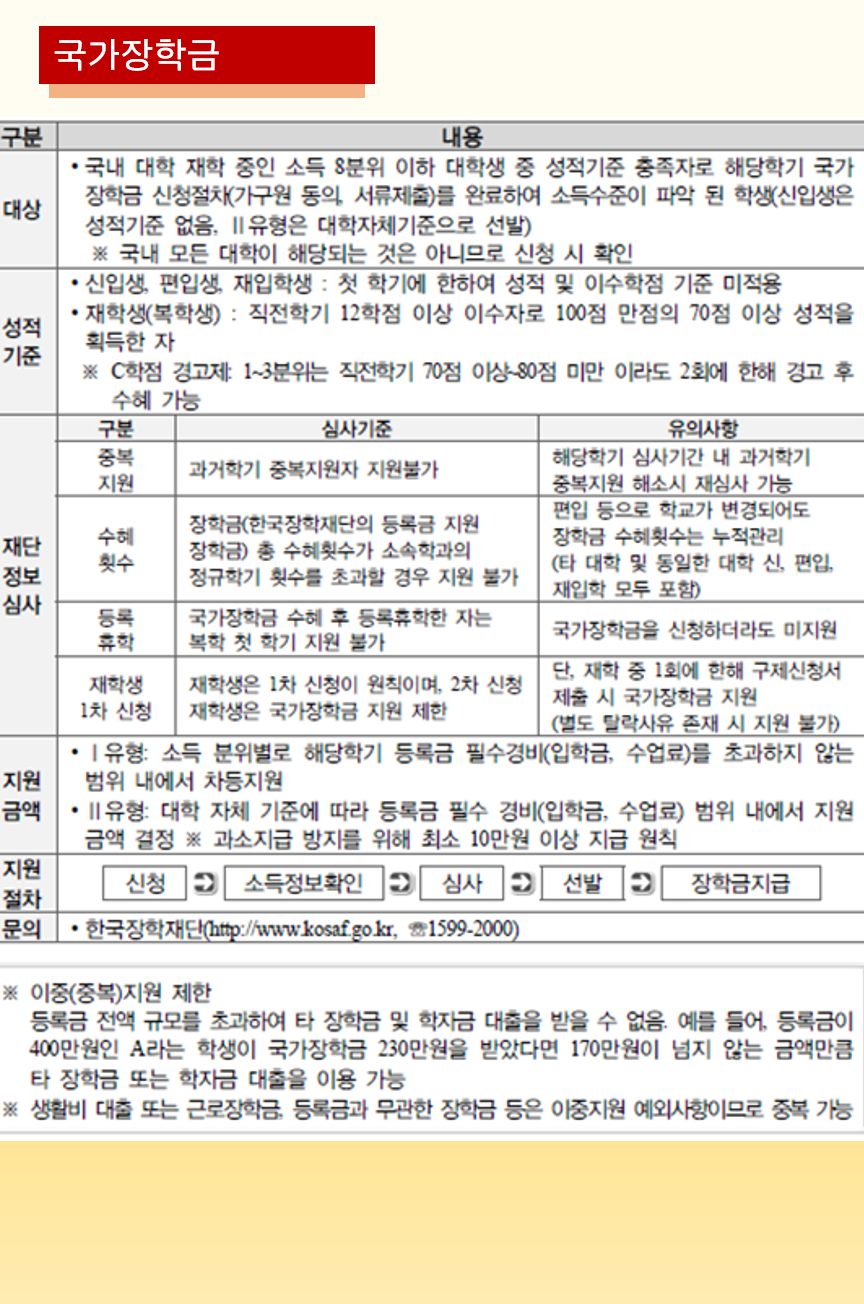 국가장학금
구분 내용
대상
• 국내 대학 재학 중인 소득 8분위 이하 대학생 중 성적기준 충족자로 해당학기 국가
장학금 신청절차(가구원 동의, 서류제출)를 완료하여 소득수준이 파악 된 학생(신입생은
성적기준 없음, Ⅱ유형은 대학자체기준으로 선발)
※ 국내 모든 대학이 해당되는 것은 아니므로 신청 시 확인
성적
기준
• 신입생, 편입생, 재입학생 : 첫 학기에 한하여 성적 및 이수학점 기준 미적용
• 재학생(복학생) : 직전학기 12학점 이상 이수자로 100점 만점의 70점 이상 성적을
획득한 자
※ C학점 경고제: 1~3분위는 직전학기 70점 이상~80점 미만 이라도 2회에 한해 경고 후
수혜 가능
재단
정보
심사
구분 심사기준 유의사항
중복
지원
과거학기 중복지원자 지원불가
해당학기 심사기간 내 과거학기
중복지원 해소시 재심사 가능
수혜
횟수
장학금(한국장학재단의 등록금 지원
장학금) 총 수혜횟수가 소속학과의
정규학기 횟수를 초과할 경우 지원 불가
편입 등으로 학교가 변경되어도
장학금 수혜횟수는 누적관리
(타 대학 및 동일한 대학 신, 편입,
재입학 모두 포함)
등록
휴학
국가장학금 수혜 후 등록휴학한 자는
복학 첫 학기 지원 불가
국가장학금을 신청하더라도 미지원
재학생
1차 신청
재학생은 1차 신청이 원칙이며, 2차 신청
재학생은 국가장학금 지원 제한
단, 재학 중 1회에 한해 구제신청서
제출 시 국가장학금 지원
(별도 탈락사유 존재 시 지원 불가)
지원
금액
• Ⅰ유형: 소득 분위별로 해당학기 등록금 필수경비(입학금, 수업료)를 초과하지 않는
범위 내에서 차등지원
• Ⅱ유형: 대학 자체 기준에 따라 등록금 필수 경비(입학금, 수업료) 범위 내에서 지원
금액 결정 ※ 과소지급 방지를 위해 최소 10만원 이상 지급 원칙
지원
절차
신청 ➲ 소득정보확인 ➲ 심사 ➲ 선발 ➲ 장학금지급
문의
• 한국장학재단(http://www.kosaf.go.kr, ☏1599-2000)
※ 이중(중복)지원 제한
등록금 전액 규모를 초과하여 타 장학금 및 학자금 대출을 받을 수 없음. 예를 들어, 등록금이
400만원인 A라는 학생이 국가장학금 230만원을 받았다면 170만원이 넘지 않는 금액만큼
타 장학금 또는 학자금 대출을 이용 가능
※ 생활비 대출 또는 근로장학금, 등록금과 무관한 장학금 등은 이중지원 예외사항이므로 중복 가능